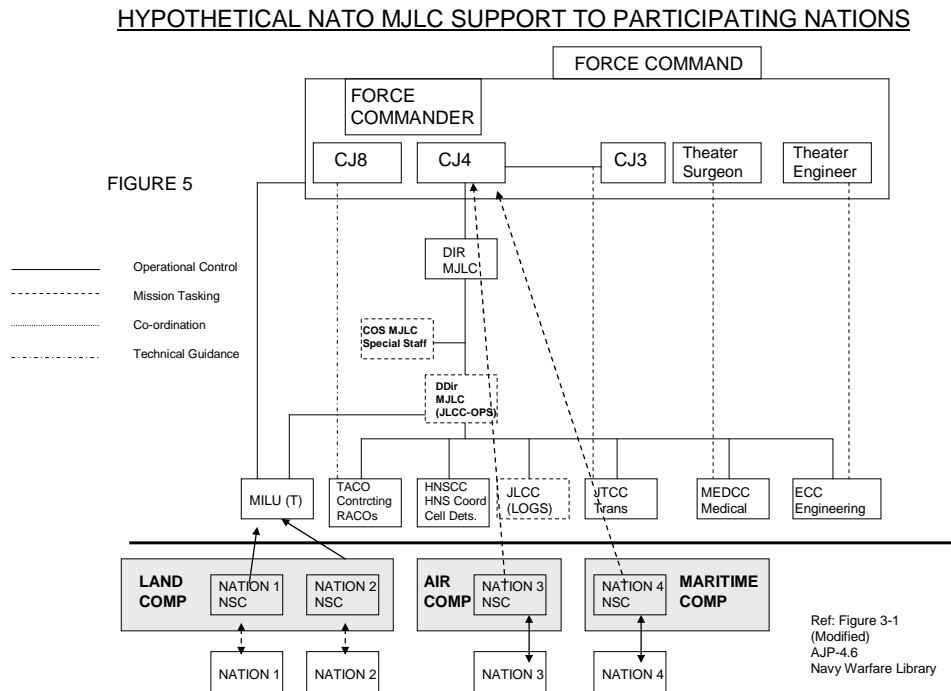 HYPOTHETICAL NATO MJLC SUPPORT TO PARTICIPATING NATIONS
FORCE COMMAND
FORCE
COMMANDER
CJ8
CJ4
CJ3
Theater
Surgeon
Theater
Engineer
FIGURE 5
Operational Control
Mission Tasking
Co-ordination
Technical Guidance
DIR
MJLC
COS MJLC
Special Staff
DDir
MJLC
(JLCC-OPS)
MILU (T)
TACO
Contrcting
RACOs
HNSCC
HNS Coord
Cell Dets.
JLCC
(LOGS)
JTCC
Trans
MEDCC
Medical
ECC
Engineering
LAND
COMP
NATION 1
NSC
NATION 2
NSC
AIR
COMP
NATION 3
NSC
NATION 4
NSC
MARITIME
COMP
NATION 1
NATION 2
NATION 3
NATION 4
Ref: Figure 3-1
(Modified)
AJP-4.6
Navy Warfare Library